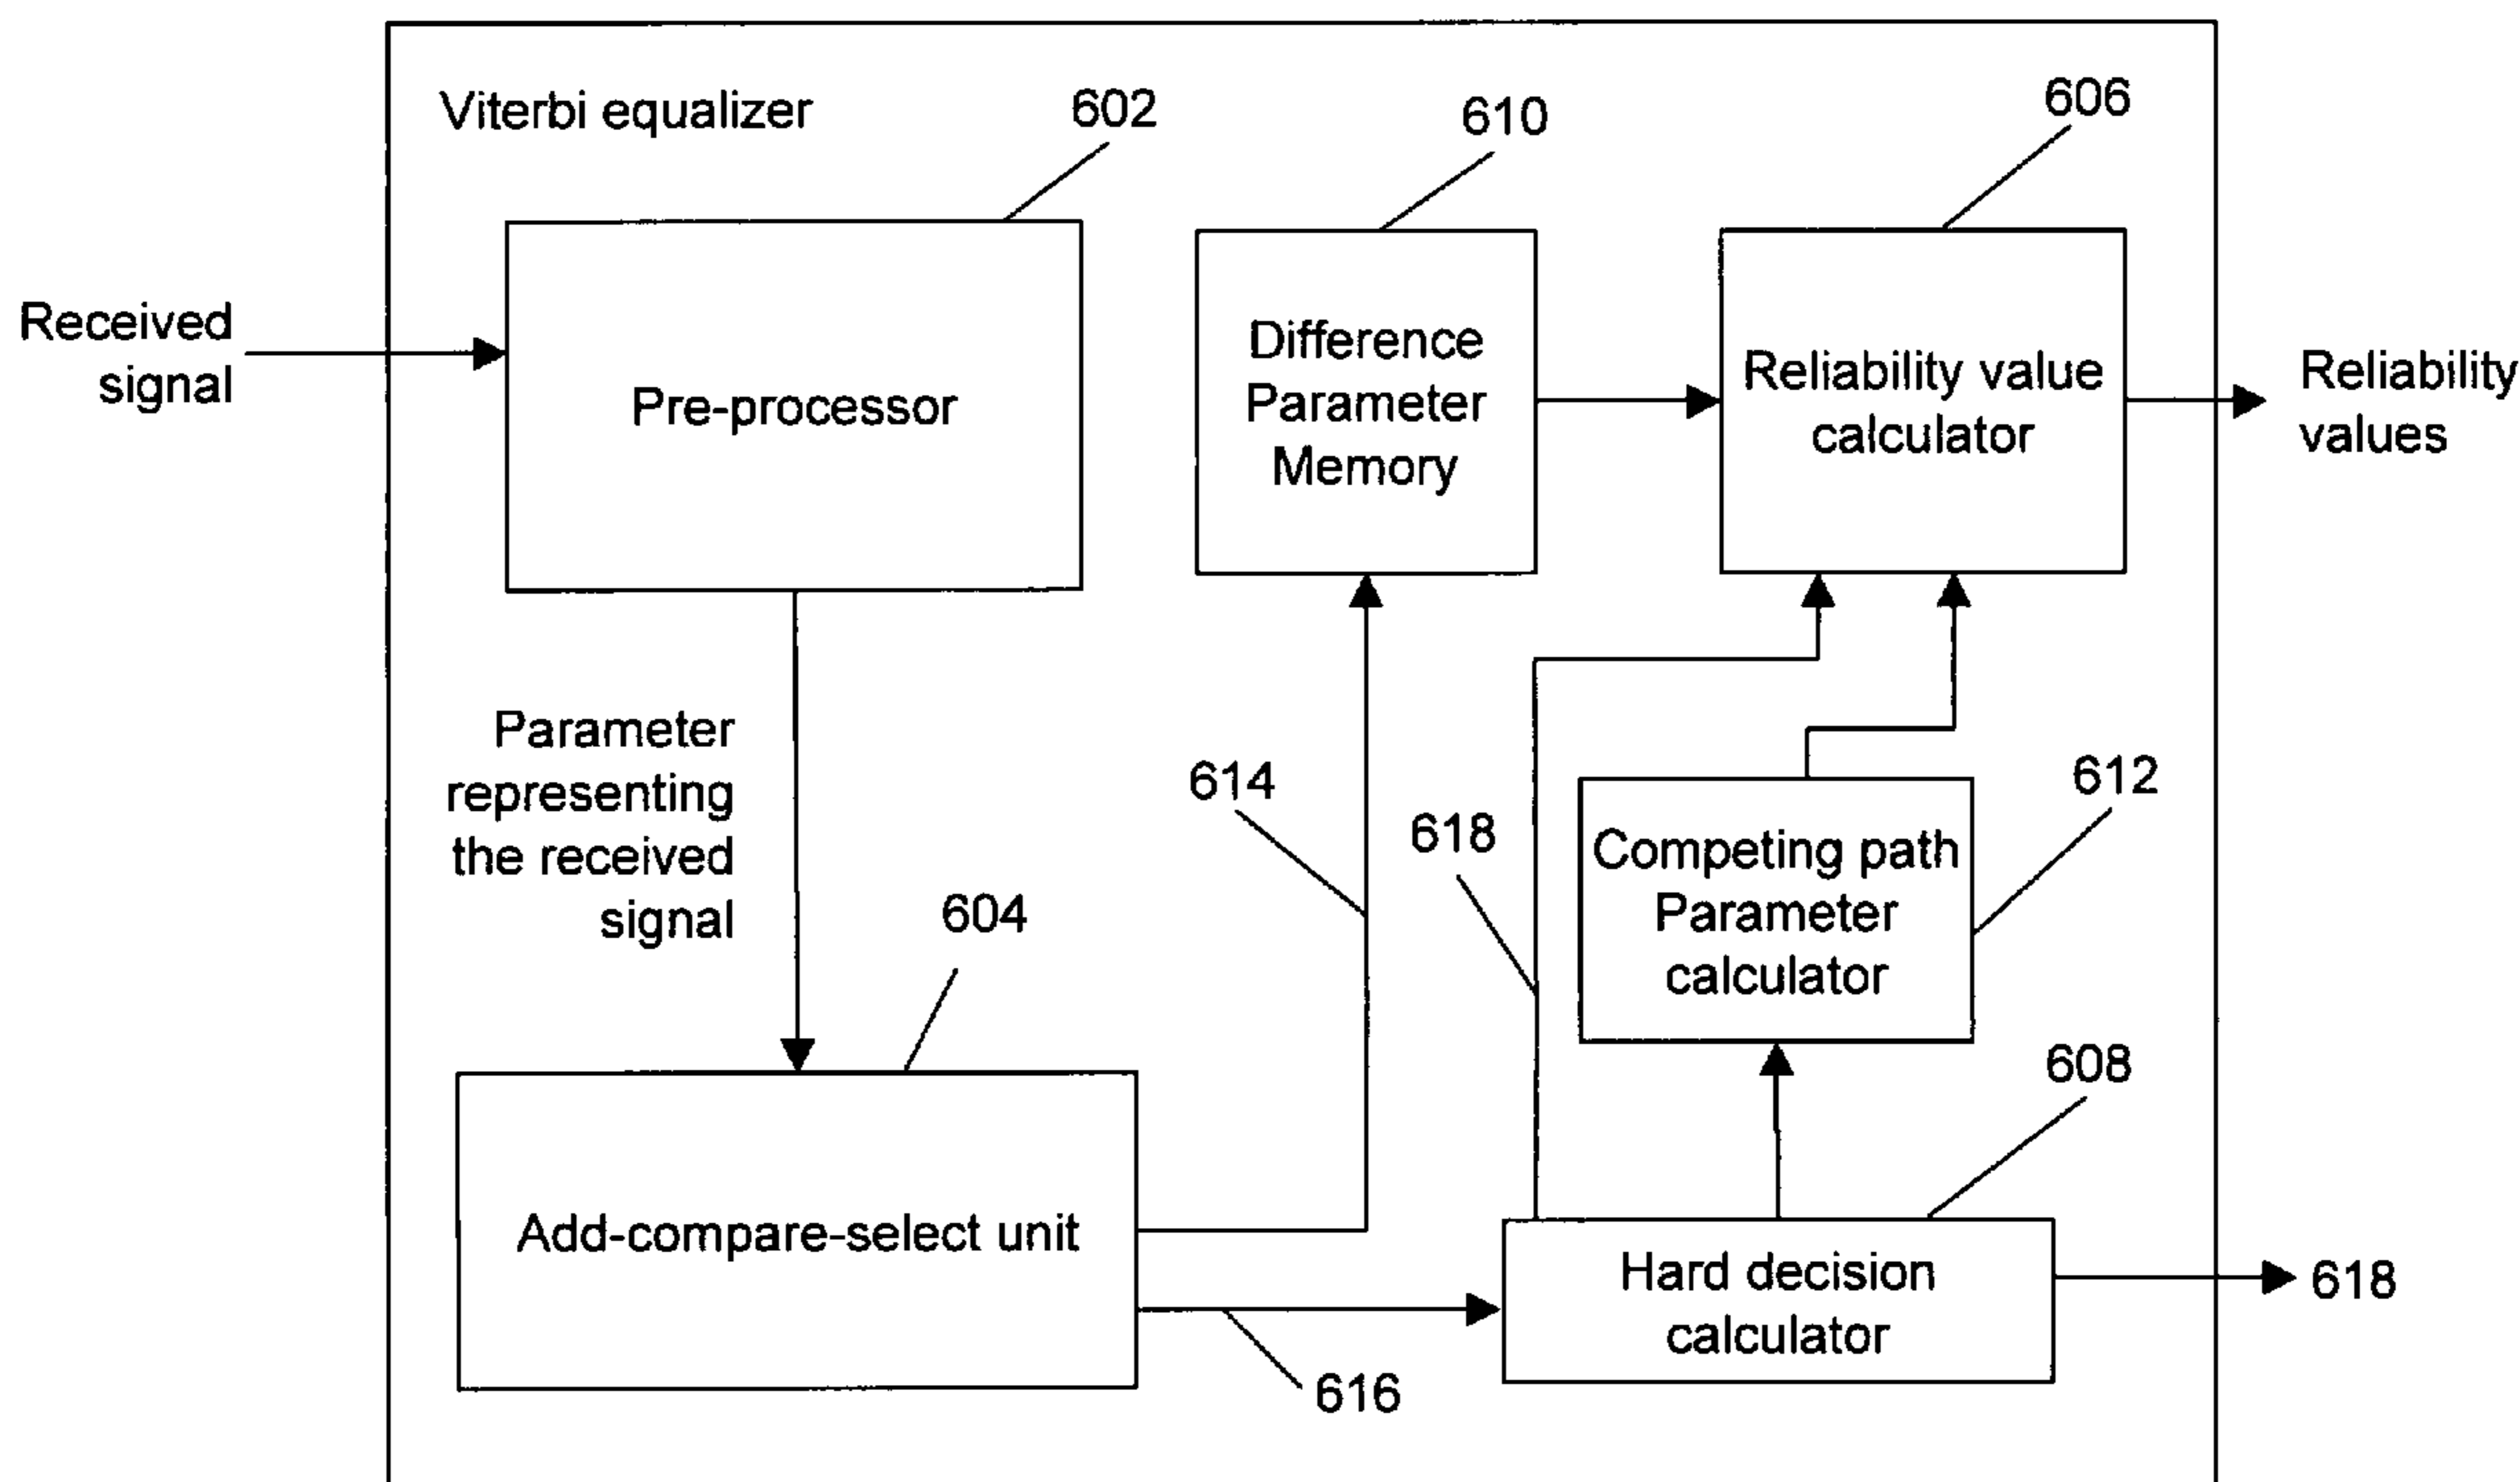 Viterbi equalizer
602
610
606
Received
signal
Pre-processor
Difference
Parameter
Memory
Reliability value
calculator
Reliability
values
Parameter
representing
the received
signal
614
618
612
Competing path
Parameter
calculator
604
608
Add-compare-select unit
Hard decision
calculator
618
616